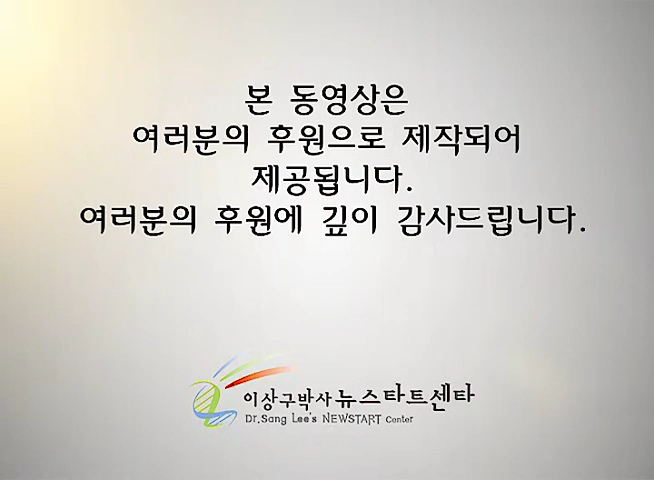 본 동영상은
여러분의 후원으로 제작되어
제공됩니다.
여러분의 후원에 깊이 감사드립니다.
이상구박사 뉴스타트센타
Dr.Sang Lee's NEWSTART Center